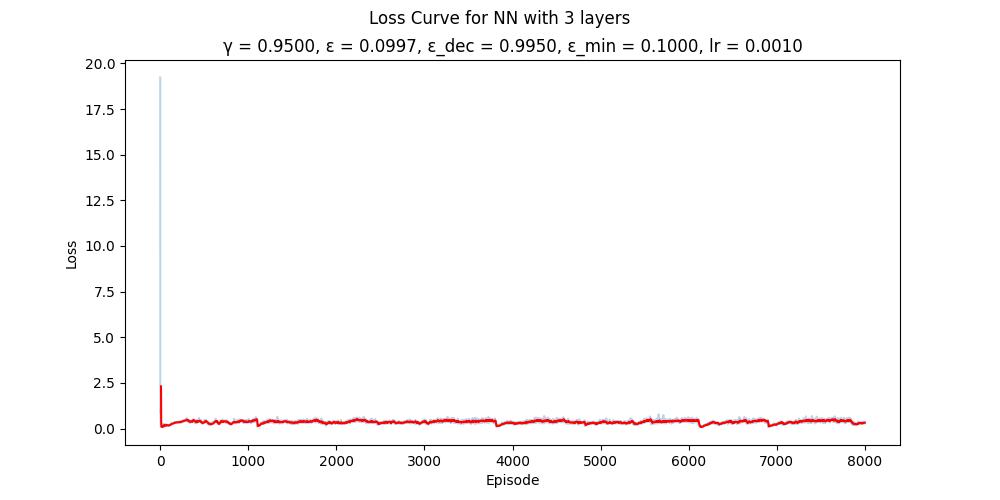 Loss Curve for NN with 3 layers
γ = 0.9500, ε = 0.0997, ε_dec = 0.9950, ε_min = 0.1000, lr = 0.0010
20.0
17.5
15.0
12.5
10.0
7.5
5.0
2.5
0.0
Loss
0 1000 2000 3000 4000 5000 6000 7000 8000
Episode